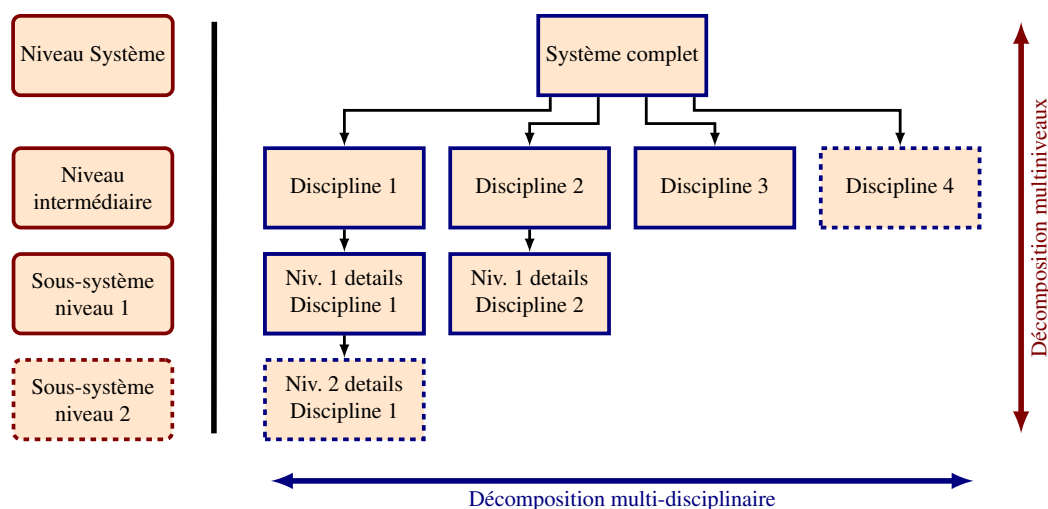 Niveau Système
Système complet
Niveau
intermédiaire
Discipline 1
Discipline 2
Discipline 3
Discipline 4
Sous-système
niveau 1
Niv. 1 details
Discipline 1
Niv. 1 details
Discipline 2
Sous-système
niveau 2
Niv. 2 details
Discipline 1
Décomposition multiniveaux
Décomposition multi-disciplinaire